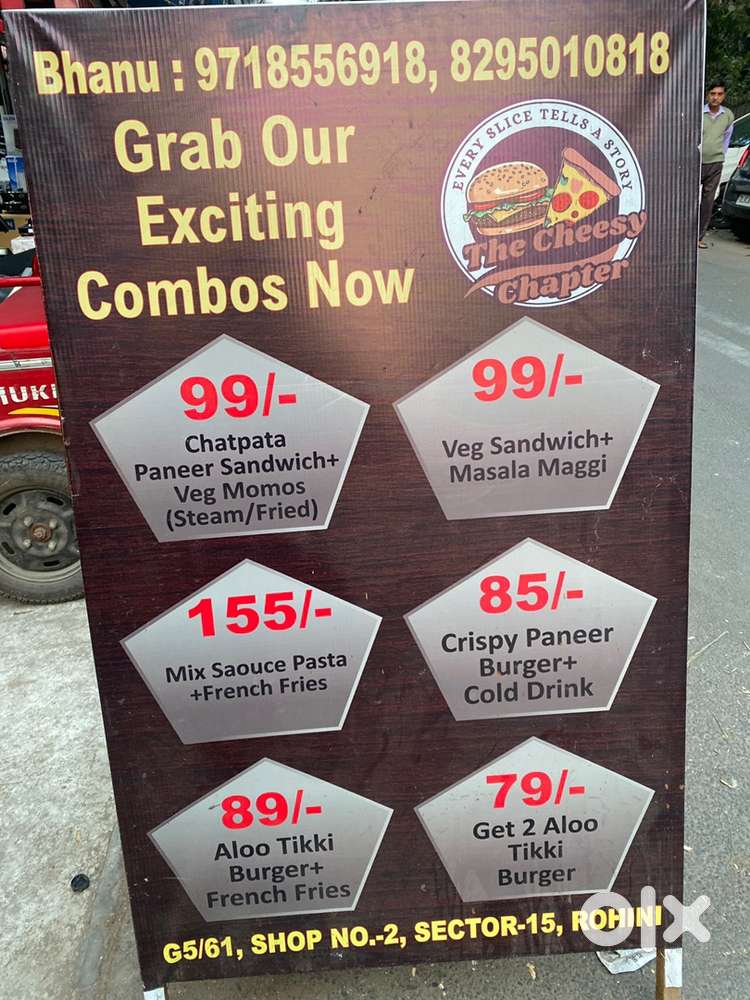 Bhanu : 9718556918, 8295010818
Grab Our
Exciting
Combos Now
EVERY SLICE TELLS A STORY
The Cheesy
Chapter
99/-
Chatpata
Paneer Sandwich+
Veg Momos
(Steam/Fried)
99/-
Veg Sandwich+
Masala Maggi
155/-
Mix Saouce Pasta
+French Fries
85/-
Crispy Paneer
Burger+
Cold Drink
89/-
Aloo Tikki
Burger+
French Fries
79/-
Get 2 Aloo
Tikki
Burger
G5/61, SHOP NO.-2, SECTOR-15, ROHINI
olx